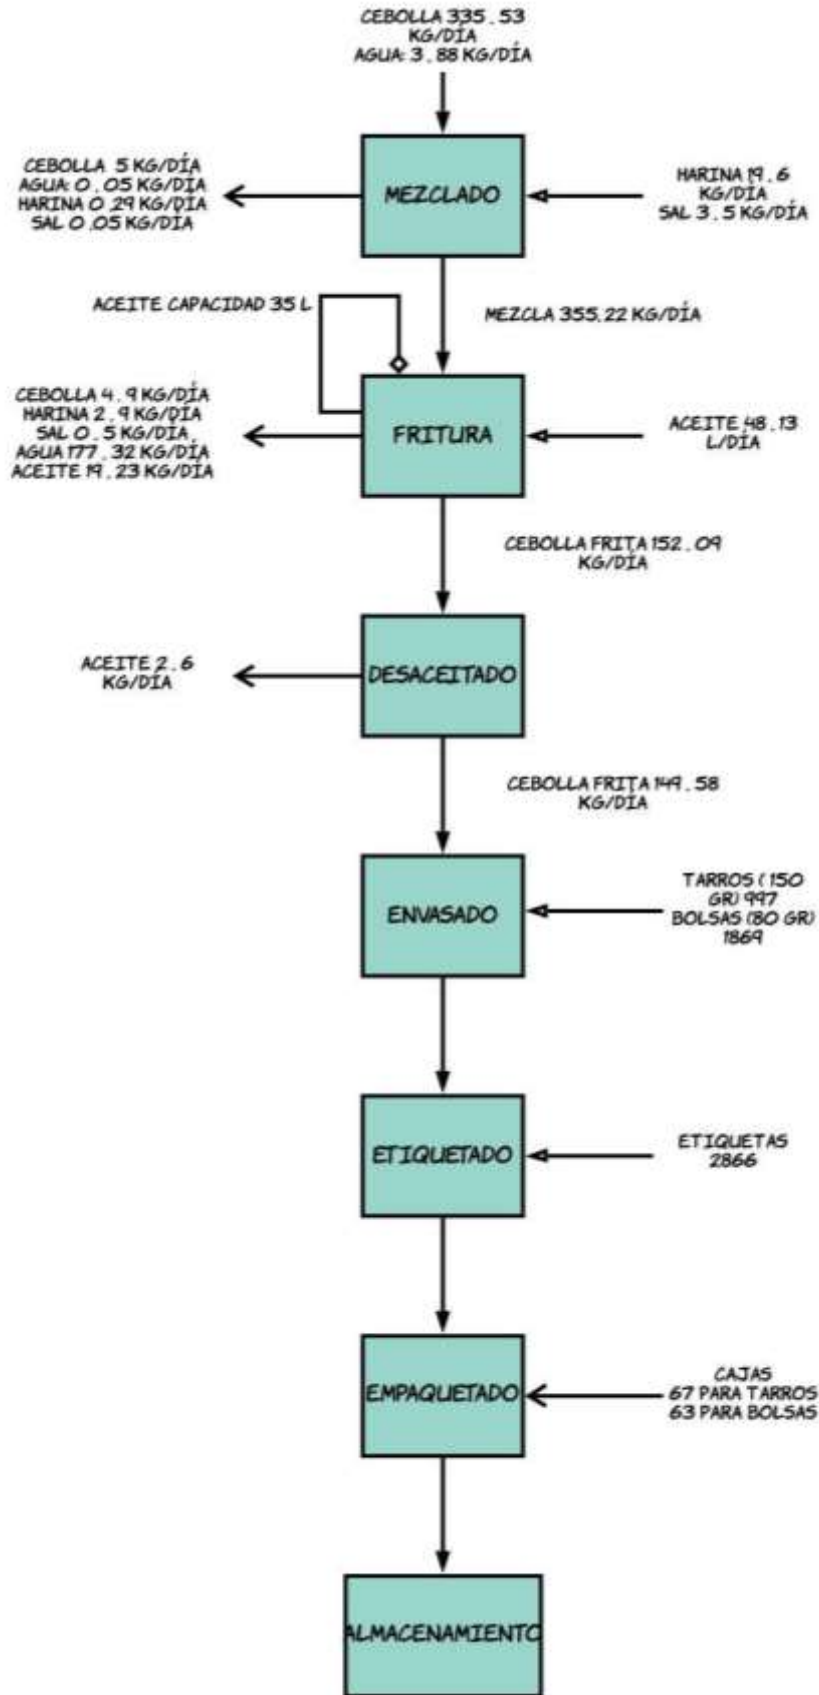 CEBOLLA 335.53
KG/DÍA
AGUA: 3.88 KG/DÍA
CEBOLLA 5 KG/DÍA
AGUA: 0.05 KG/DÍA
HARINA 0.29 KG/DÍA
SAL 0.05 KG/DÍA
MEZCLADO
HARINA 19.6
KG/DÍA
SAL 3.5 KG/DÍA
ACEITE CAPACIDAD 35 L
MEZCLA 355.22 KG/DÍA
CEBOLLA 4.9 KG/DÍA
HARINA 2.9 KG/DÍA
SAL 0.5 KG/DÍA,
AGUA 177.32 KG/DÍA
ACEITE 19.23 KG/DÍA
FRITURA
ACEITE 48.13
L/DÍA
CEBOLLA FRITA 152.09
KG/DÍA
ACEITE 2.6
KG/DÍA
DESACEITADO
CEBOLLA FRITA 149.58
KG/DÍA
ENVASADO
TARROS ( 150
GR) 997
BOLSAS (80 GR)
1869
ETIQUETADO
ETIQUETAS
2866
EMPAQUETADO
CAJAS
67 PARA TARROS
63 PARA BOLSAS
ALMACENAMIENTO